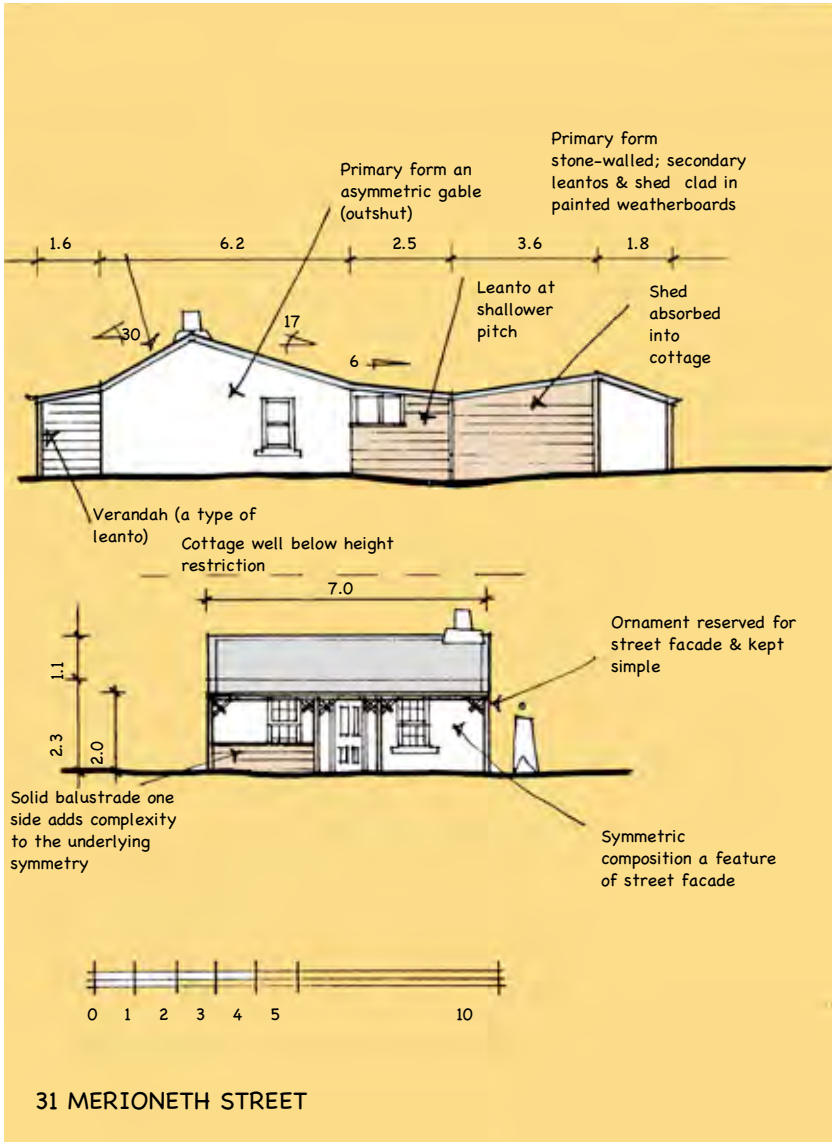 Primary form
stone-walled; secondary
leantos & shed clad in
painted weatherboards
Primary form an
asymmetric gable
(outshut)
1.6
6.2
2.5
3.6
1.8
Leanto at
shallower
pitch
Shed
absorbed
into
cottage
30
17
6
Verandah (a type of
leanto)
Cottage well below height
restriction
7.0
Ornament reserved for
street facade & kept
simple
1.1
2.3
2.0
Solid balustrade one
side adds complexity
to the underlying
symmetry
Symmetric
composition a feature
of street facade
0 1 2 3 4 5 10
31 MERIONETH STREET